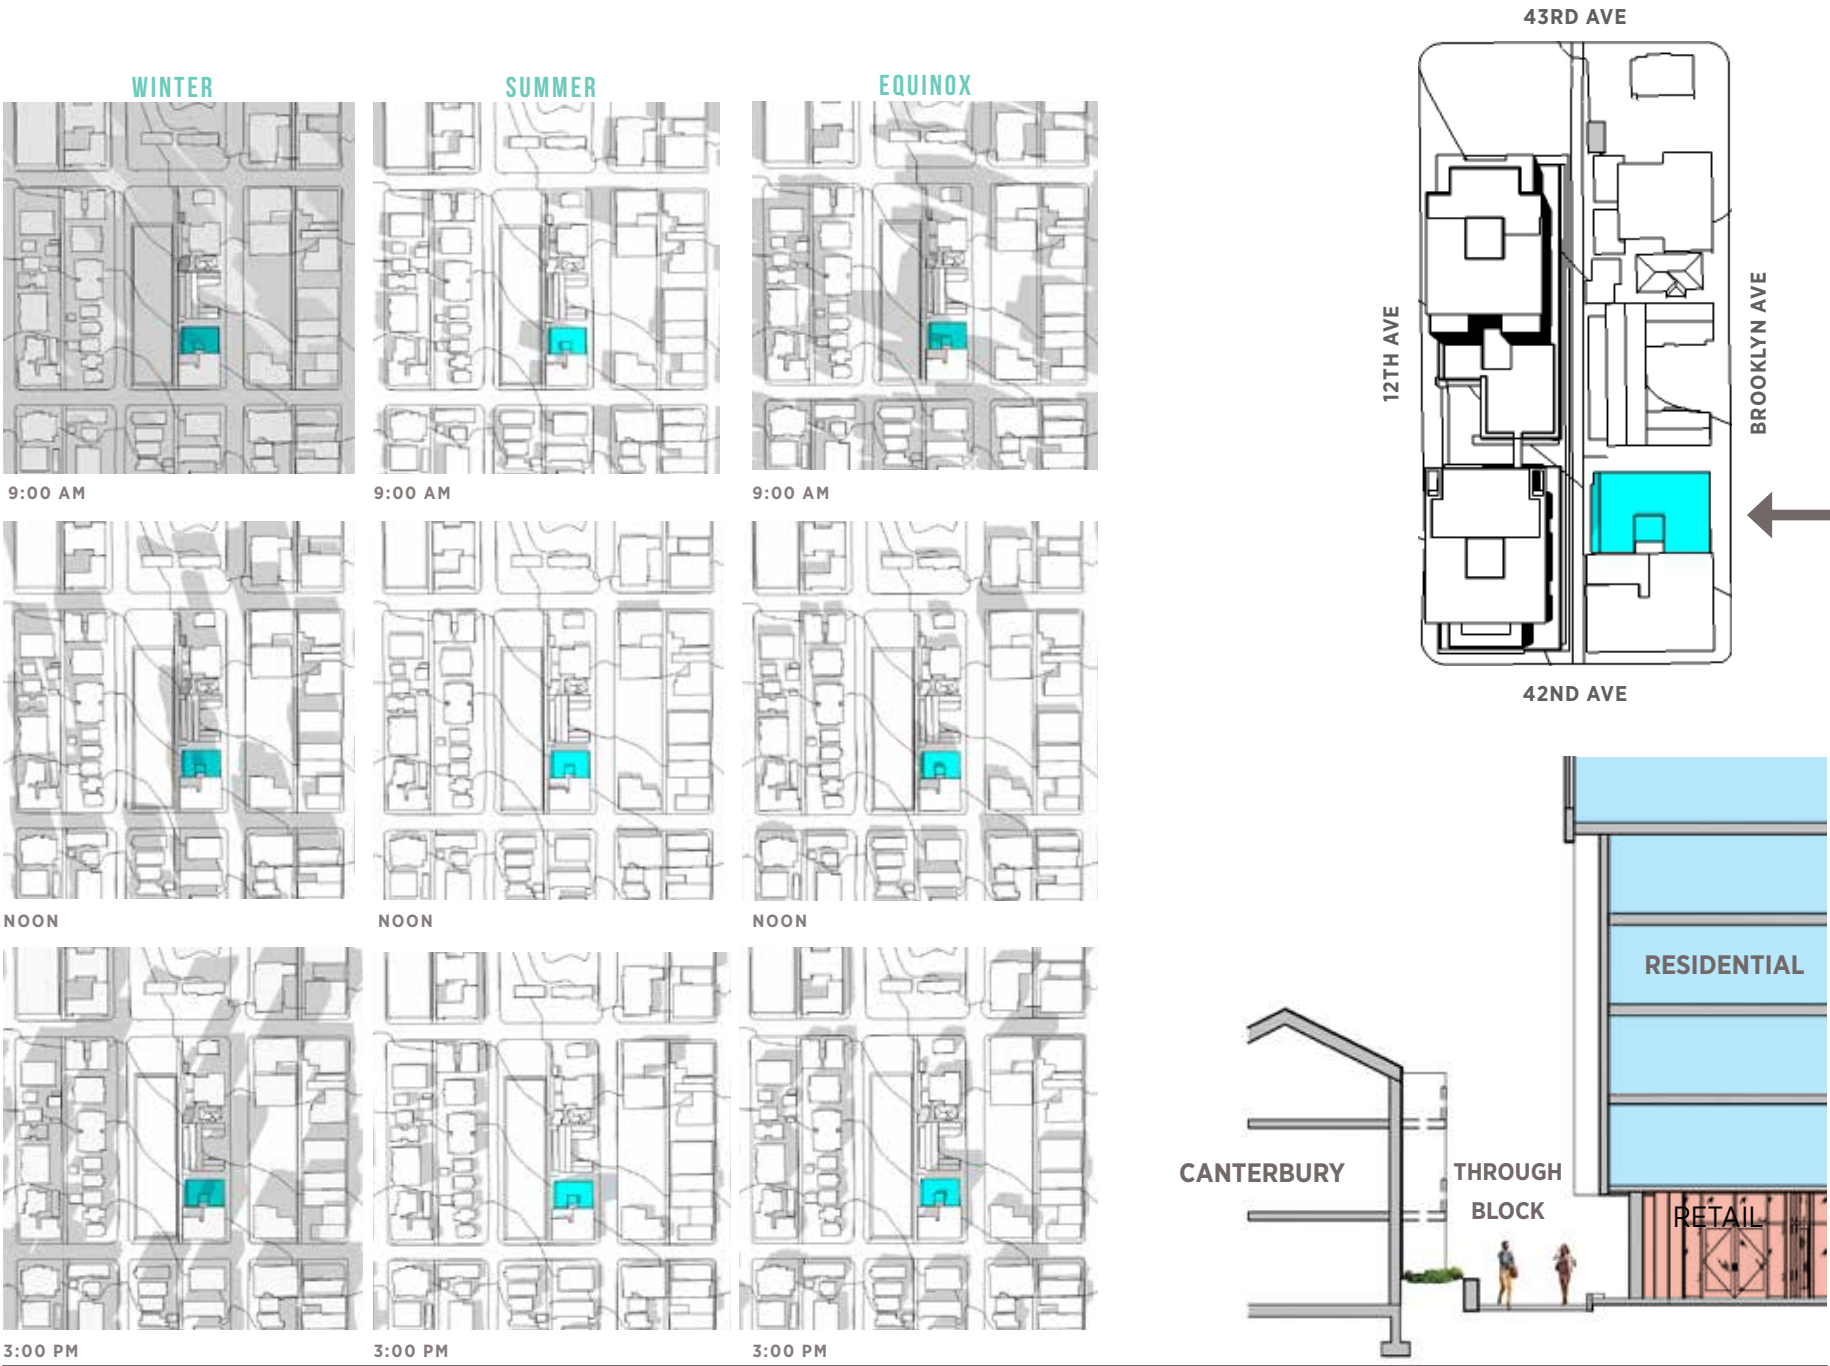 WINTER
SUMMER
EQUINOX
9:00 AM
9:00 AM
9:00 AM
NOON
NOON
NOON
3:00 PM
3:00 PM
3:00 PM
43RD AVE
12TH AVE
BROOKLYN AVE
42ND AVE
RESIDENTIAL
CANTERBURY
THROUGH
BLOCK
RETAIL